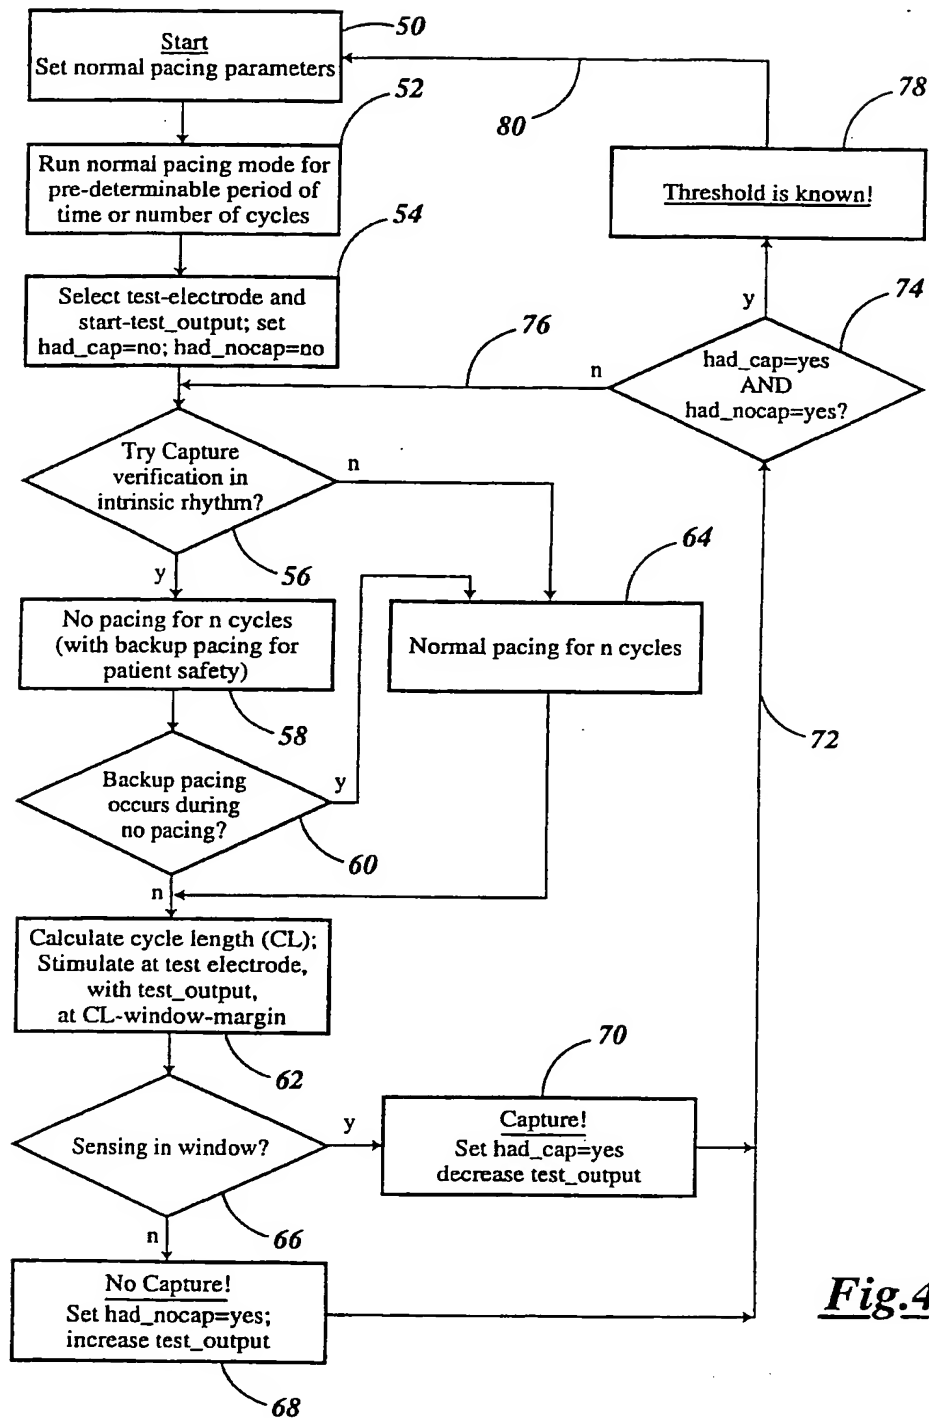 Start
Set normal pacing parameters
50
80
78
52
Run normal pacing mode for
pre-determinable period of
time or number of cycles
Threshold is known!
54
Select test-electrode and
start-test_output; set
had_cap=no; had_nocap=no
y
74
76
n
had_cap=yes
AND
had_nocap=yes?
Try Capture
verification in
intrinsic rhythm?
n
56
y
64
No pacing for n cycles
(with backup pacing for
patient safety)
Normal pacing for n cycles
58
72
Backup pacing
occurs during
no pacing?
y
60
n
Calculate cycle length (CL);
Stimulate at test electrode,
with test_output,
at CL-window-margin
62
70
Sensing in window?
y
Capture!
Set had_cap=yes
decrease test_output
66
n
No Capture!
Set had_nocap=yes;
increase test_output
68
Fig.4